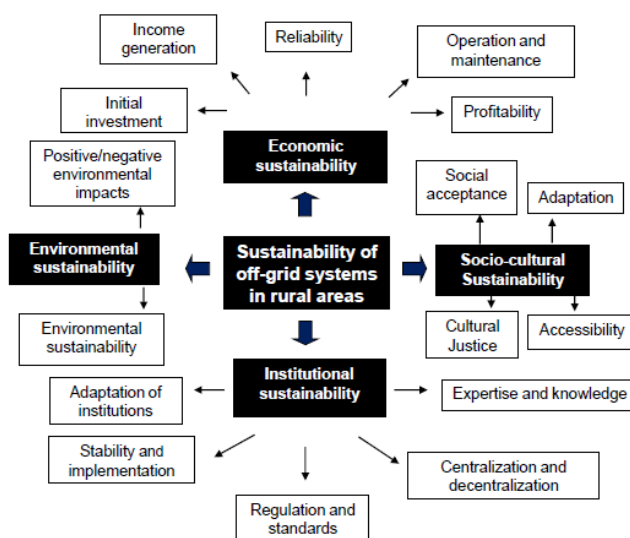 Income
generation
Reliability
Operation and
maintenance
Initial
investment
Profitability
Economic
sustainability
Positive/negative
environmental
impacts
Social
acceptance
Adaptation
Environmental
sustainability
Sustainability of
off-grid systems
in rural areas
Socio-cultural
Sustainability
Environmental
sustainability
Cultural
Justice
Accessibility
Institutional
sustainability
Adaptation of
institutions
Expertise and knowledge
Stability and
implementation
Centralization and
decentralization
Regulation and
standards